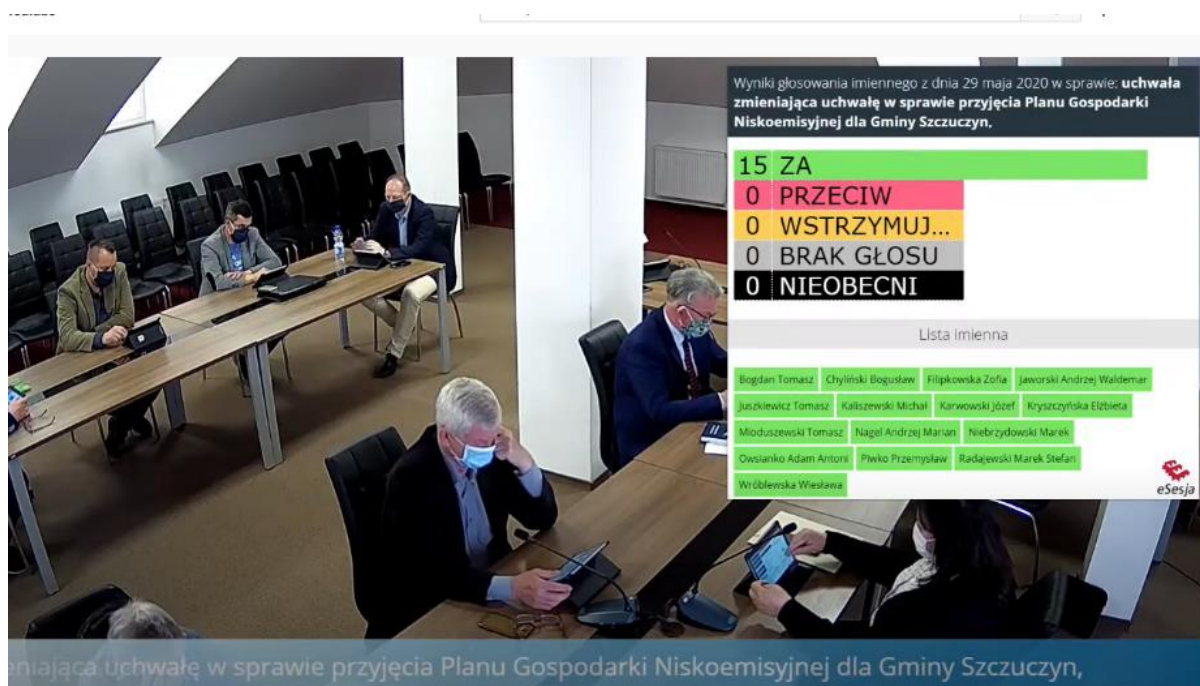 Wyniki głosowania imiennego z dnia 29 maja 2020 w sprawie: uchwała
zmieniająca uchwałę w sprawie przyjęcia Planu Gospodarki
Niskoemisyjnej dla Gminy Szczuczyn,
15 ZA
0 PRZECIW
0 WSTRZYMUJ...
0 BRAK GŁOSU
0 NIEOBECNI
Lista imienna
Bogdan Tomasz Chyliński Bogusław Filipkowska Zofia Jaworski Andrzej Waldemar
Juszkiewicz Tomasz Kaliszewski Michał Karwowski Józef Kryszczyńska Elżbieta
Mioduszewski Tomasz Nagel Andrzej Marian Niebrzydowski Marek
Owsianko Adam Antoni Piwko Przemysław Radajewski Marek Stefan
Wróblewska Wiesława
eSesja
eniająca uchwałę w sprawie przyjęcia Planu Gospodarki Niskoemisyjnej dla Gminy Szczuczyn,